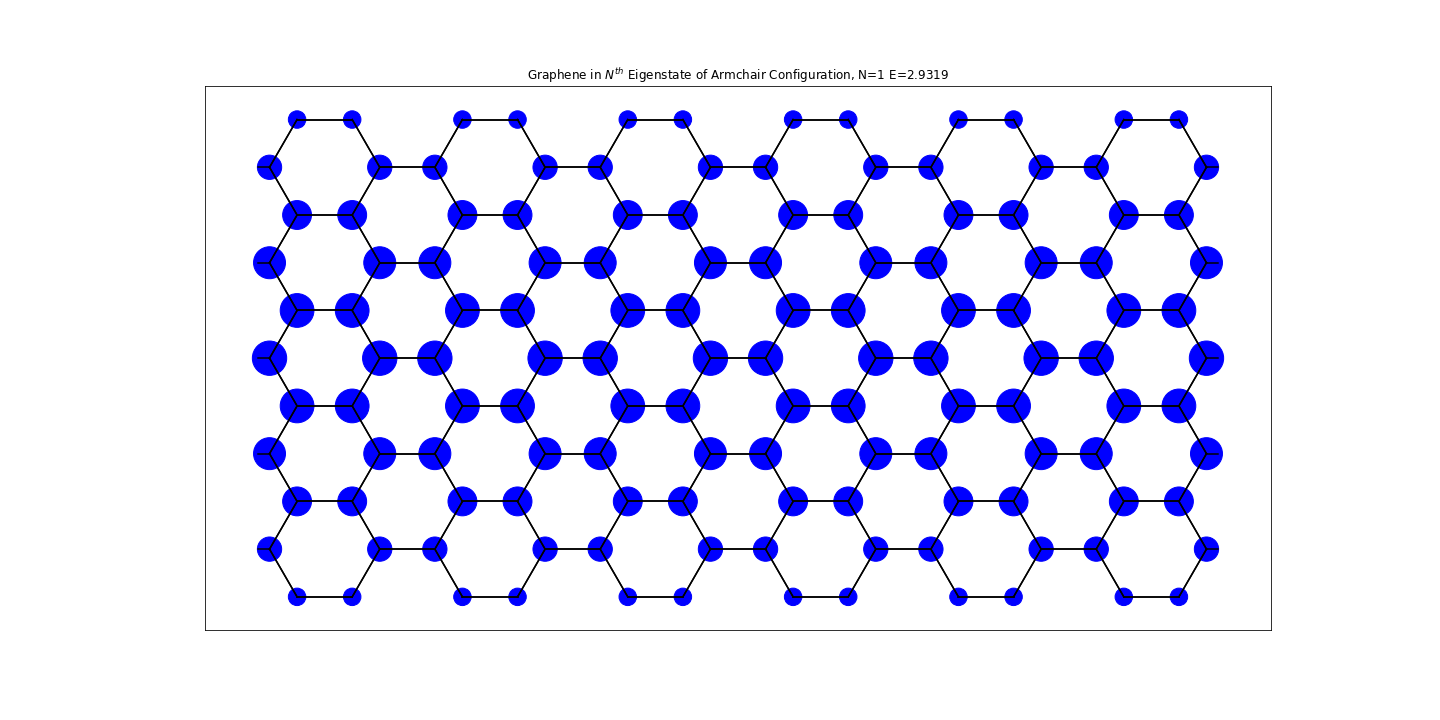 Graphene in $N^{th}$ Eigenstate of Armchair Configuration, N=1 E=2.9319